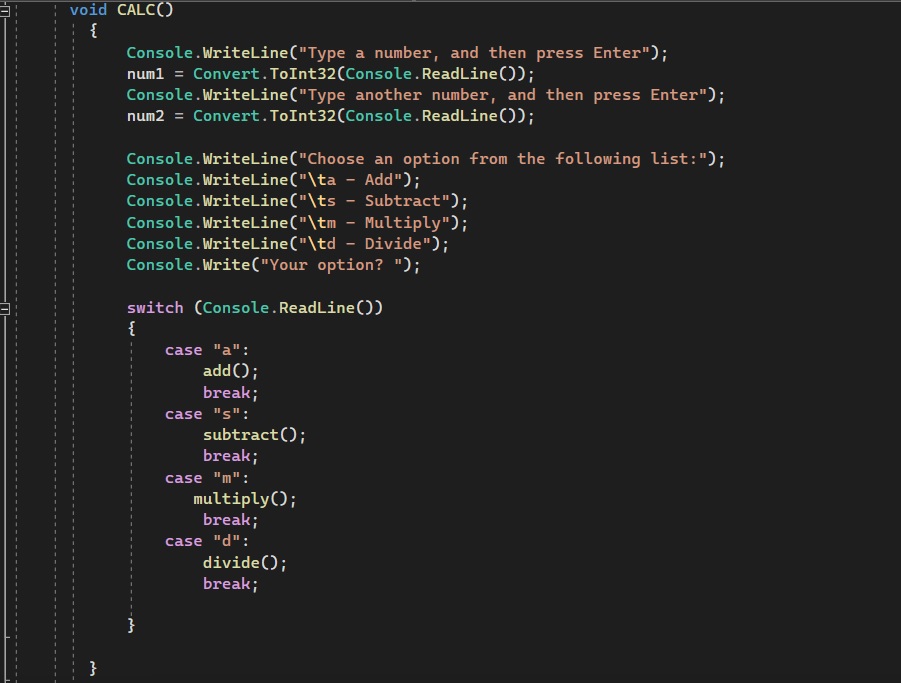 void CALC()
{
Console.WriteLine("Type a number, and then press Enter");
num1 = Convert.ToInt32(Console.ReadLine());
Console.WriteLine("Type another number, and then press Enter");
num2 = Convert.ToInt32(Console.ReadLine());
Console.WriteLine("Choose an option from the following list:");
Console.WriteLine("\ta - Add");
Console.WriteLine("\ts - Subtract");
Console.WriteLine("\tm - Multiply");
Console.WriteLine("\td - Divide");
Console.Write("Your option? ");
switch (Console.ReadLine())
{
case "a":
add();
break;
case "s":
subtract();
break;
case "m":
multiply();
break;
case "d":
divide();
break;
}
}